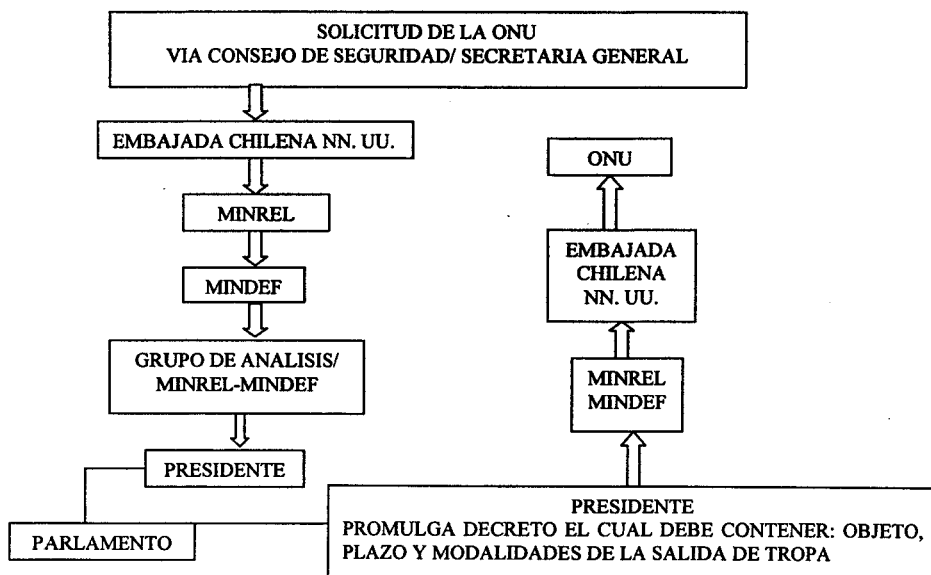 SOLICITUD DE LA ONU
VIA CONSEJO DE SEGURIDAD/ SECRETARIA GENERAL
EMBAJADA CHILENA NN. UU.
MINREL
MINDEF
GRUPO DE ANALISIS/
MINREL-MINDEF
PRESIDENTE
PARLAMENTO
PRESIDENTE
PROMULGA DECRETO EL CUAL DEBE CONTENER: OBJETO,
PLAZO Y MODALIDADES DE LA SALIDA DE TROPA
MINREL
MINDEF
EMBAJADA
CHILENA
NN. UU.
ONU